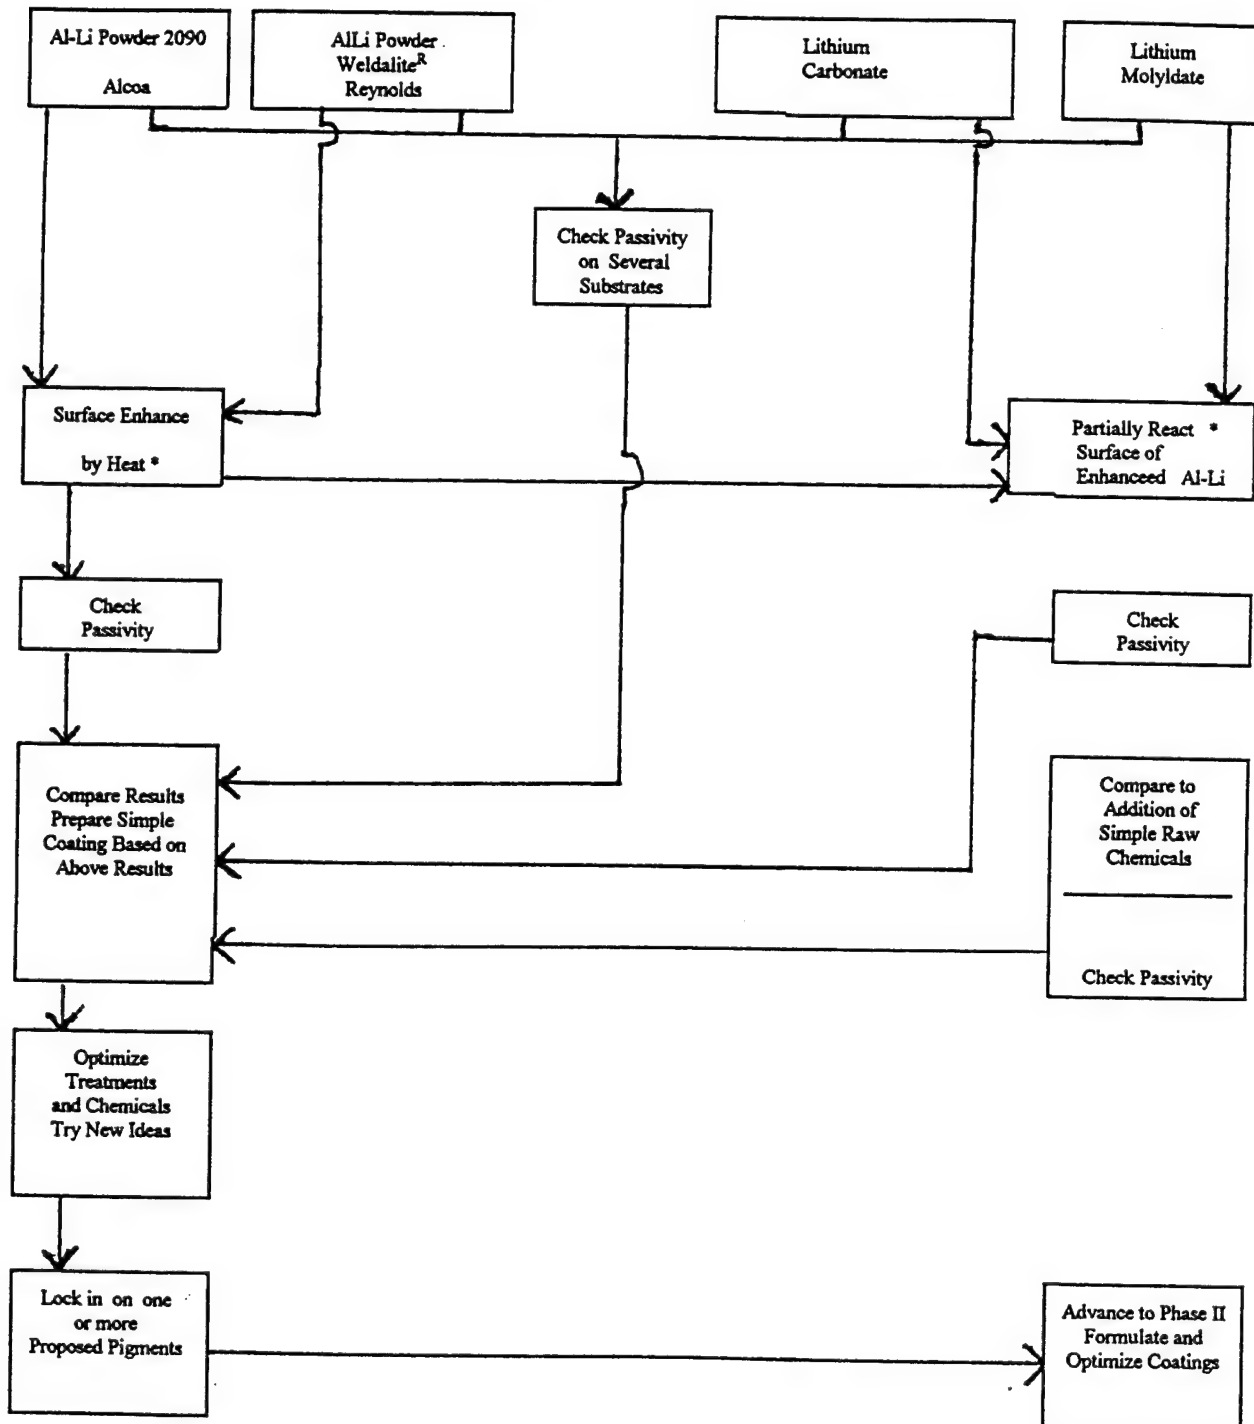 Al-Li Powder 2090
Alcoa
AlLi Powder
Weldalite^R
Reynolds
Lithium
Carbonate
Lithium
Molyldate
Check Passivity
on Several
Substrates
Surface Enhance
by Heat *
Partially React *
Surface of
Enhanceed Al-Li
Check
Passivity
Check
Passivity
Compare Results
Prepare Simple
Coating Based on
Above Results
Compare to
Addition of
Simple Raw
Chemicals
Check Passivity
Optimize
Treatments
and Chemicals
Try New Ideas
Lock in on one
or more
Proposed Pigments
Advance to Phase II
Formulate and
Optimize Coatings